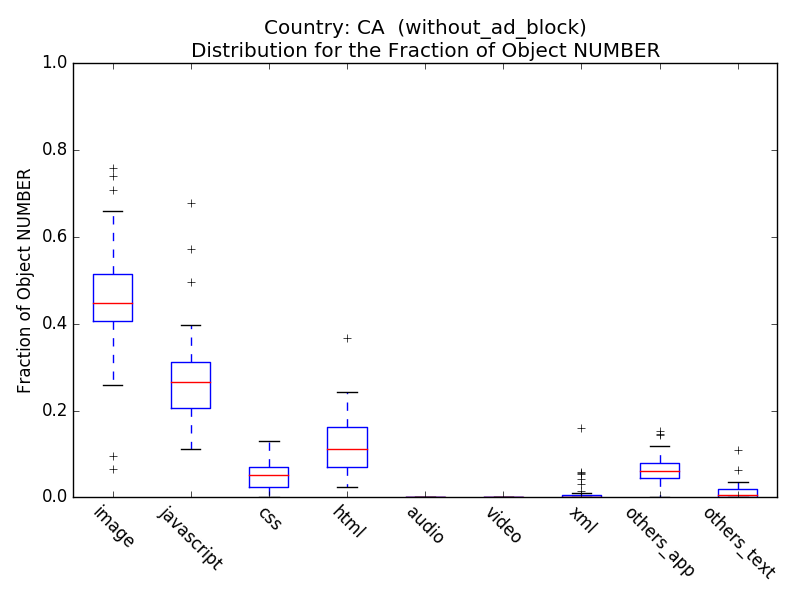 Country: CA  (without_ad_block)
Distribution for the Fraction of Object NUMBER
Fraction of Object NUMBER
1.0
0.8
0.6
0.4
0.2
0.0
image
javascript
css
html
audio
video
xml
others_app
others_text